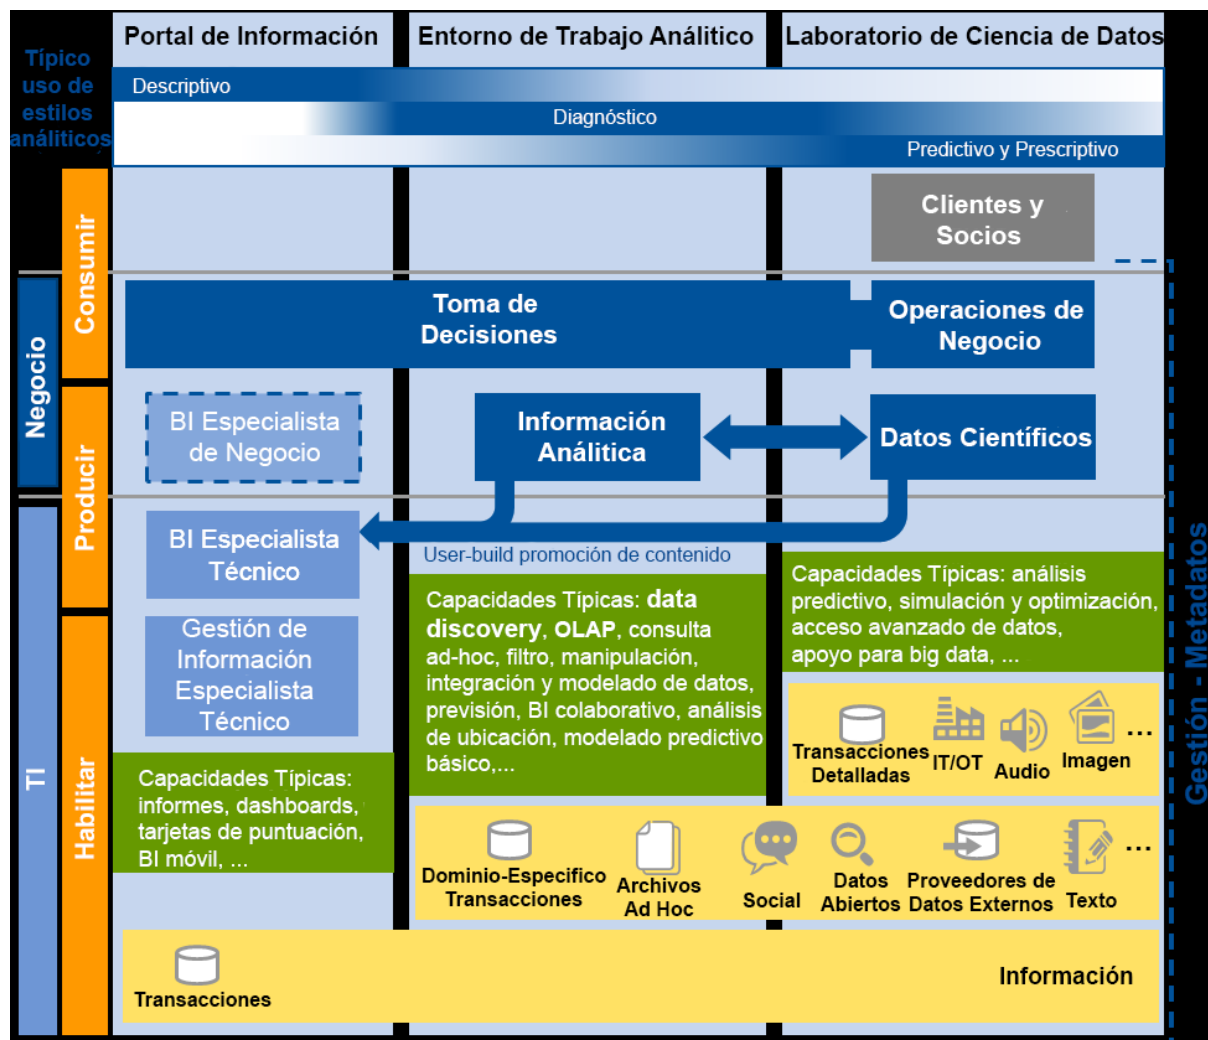 Portal de Información
Entorno de Trabajo Análitico
Laboratorio de Ciencia de Datos
Típico
uso de
estilos
análiticos
Descriptivo
Diagnóstico
Predictivo y Prescriptivo
Consumir
Clientes y
Socios
Negocio
Toma de
Decisiones
Operaciones de
Negocio
Producir
BI Especialista
de Negocio
Información
Análitica
Datos Científicos
BI Especialista
Técnico
User-build promoción de contenido
TI
Habilitar
Gestión de
Información
Especialista
Técnico
Capacidades Típicas:
informes, dashboards,
tarjetas de puntuación,
BI móvil, ...
Capacidades Típicas: data
discovery, OLAP, consulta
ad-hoc, filtro, manipulación,
integración y modelado de datos,
previsión, BI colaborativo, análisis
de ubicación, modelado predictivo
básico,...
Capacidades Típicas: análisis
predictivo, simulación y optimización,
acceso avanzado de datos,
apoyo para big data, ...
Transacciones
Detalladas
IT/OT
Audio
Imagen
...
Dominio-Especifico
Transacciones
Archivos
Ad Hoc
Social
Datos
Abiertos
Proveedores de
Datos Externos
Texto
...
Transacciones
Información
Gestión - Metadatos